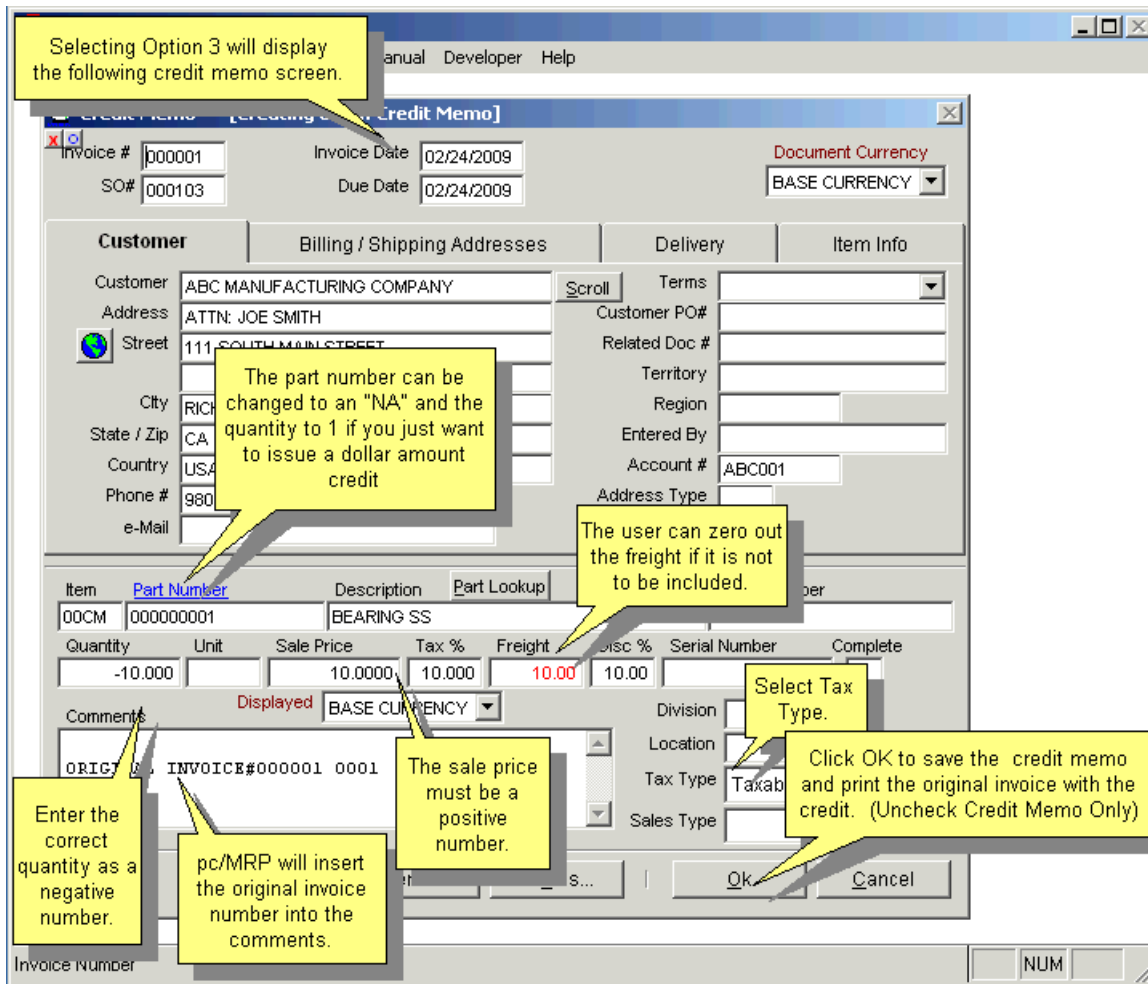 Selecting Option 3 will display
the following credit memo screen.
anual Developer Help
Credit Memo]
Invoice # 000001 Invoice Date 02/24/2009 Document Currency
SO# 000103 Due Date 02/24/2009 BASE CURRENCY
Customer Billing / Shipping Addresses Delivery Item Info
Customer ABC MANUFACTURING COMPANY Scroll Terms
Address ATTN: JOE SMITH Customer PO#
Street 111 SOUTH MAIN STREET Related Doc #
Territory
City RICH Region
State / Zip CA Entered By
Country USA Account # ABC001
Phone # 980 Address Type
e-Mail
The part number can be
changed to an "NA" and the
quantity to 1 if you just want
to issue a dollar amount
credit
The user can zero out
the freight if it is not
to be included.
Item Part Number Description Part Lookup
00CM 000000001 BEARING SS
Quantity Unit Sale Price Tax % Freight Disc % Serial Number Complete
-10.000 10.0000 10.000 10.00 10.00
Displayed BASE CURRENCY
Comments Division
Location
ORIGINAL INVOICE#000001 0001
Tax Type Taxab
Sales Type
Select Tax
Type.
Click OK to save the credit memo
and print the original invoice with the
credit. (Uncheck Credit Memo Only)
The sale price
must be a
positive
number.
Enter the
correct
quantity as a
negative
number.
pc/MRP will insert
the original invoice
number into the
comments.
Ok Cancel
Invoice Number NUM